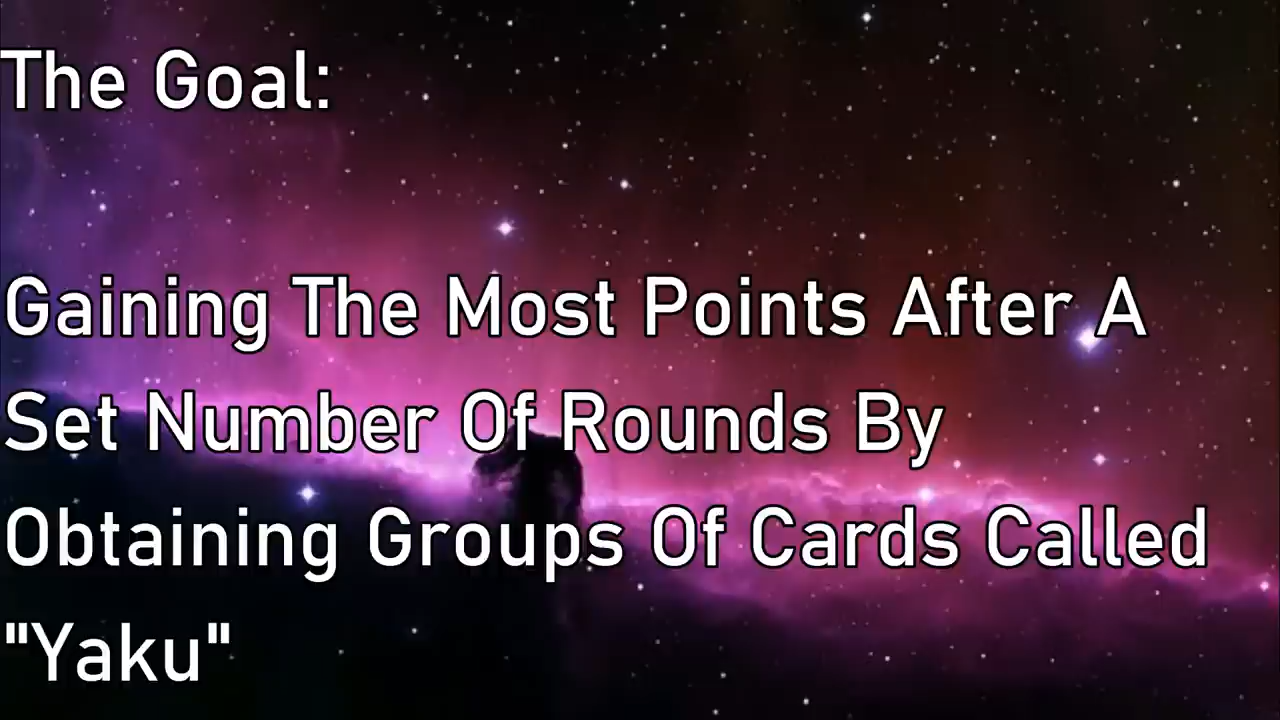 The Goal:
Gaining The Most Points After A
Set Number Of Rounds By
Obtaining Groups Of Cards Called
"Yaku"